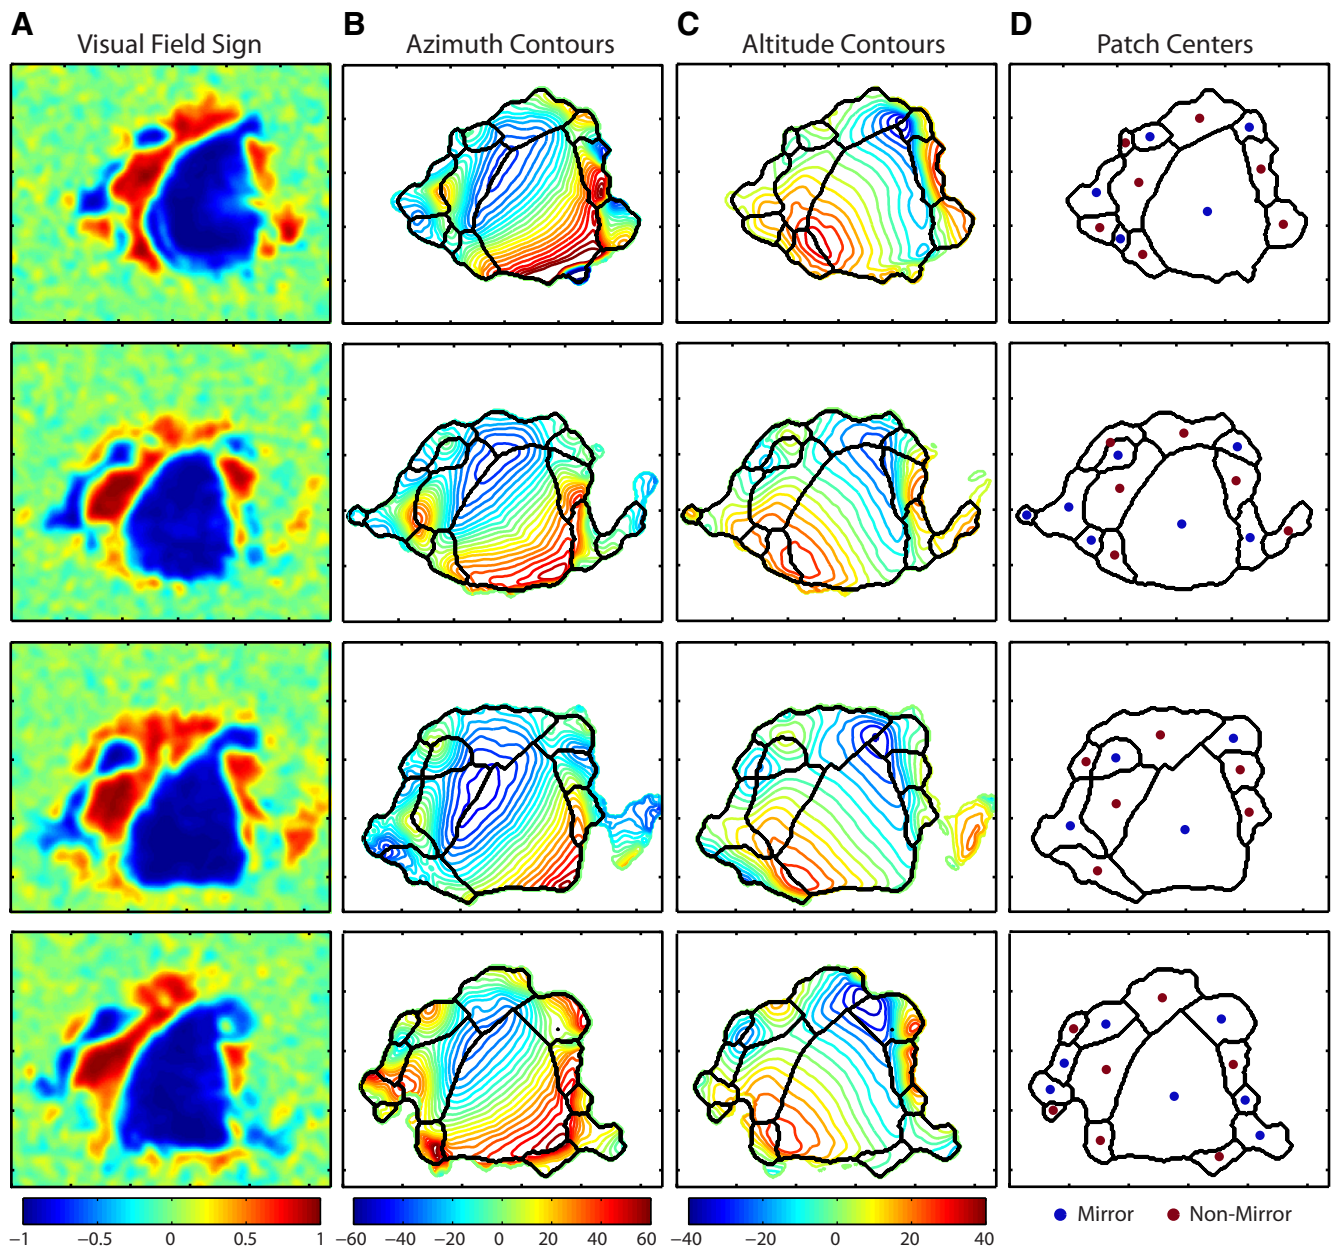 A B C D
Visual Field Sign Azimuth Contours Altitude Contours Patch Centers
−1 −0.5 0 0.5 1 −60 −40 −20 0 20 40 60 −40 −20 0 20 40 Mirror Non-Mirror